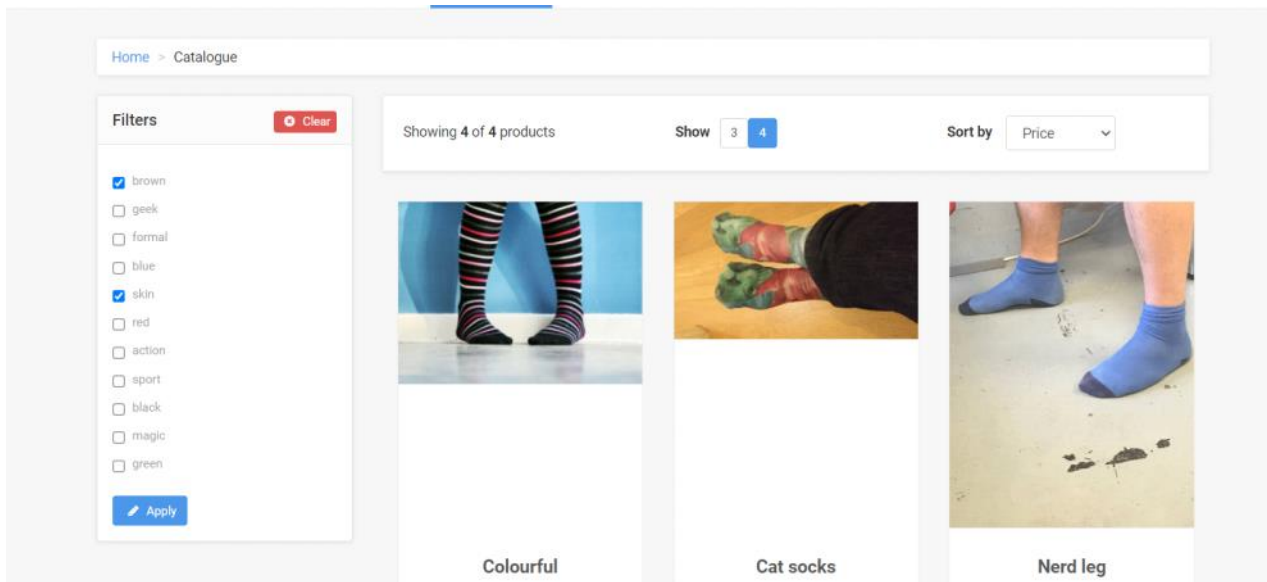 Home > Catalogue
Filters
Clear
brown
geek
formal
blue
skin
red
action
sport
black
magic
green
Apply
Showing 4 of 4 products
Show 3 4
Sort by Price
Colourful
Cat socks
Nerd leg